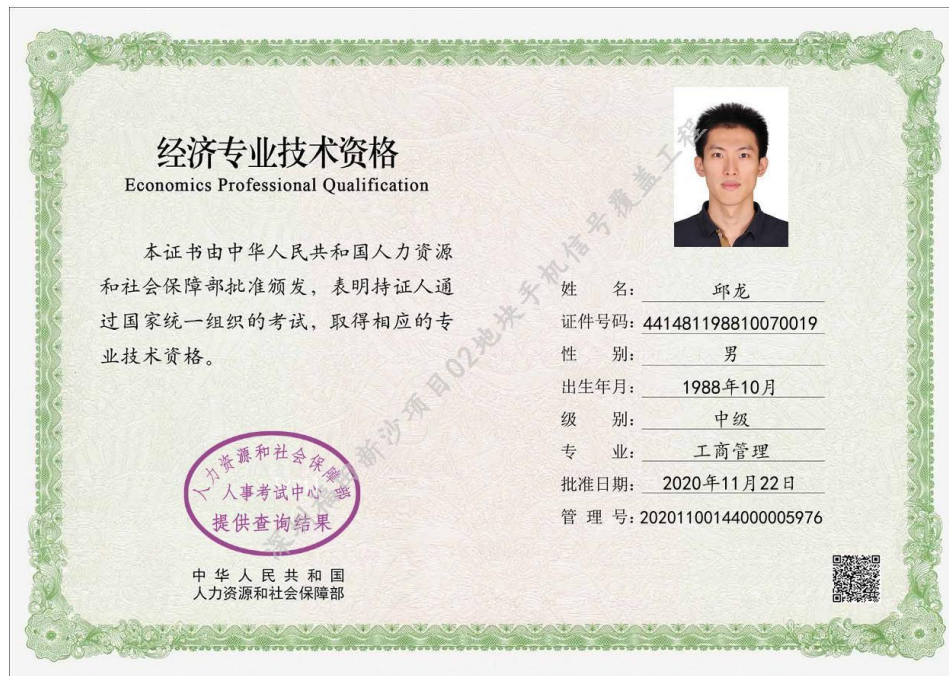 经济专业技术资格
Economics Professional Qualification
本证书由中华人民共和国人力资源
和社会保障部批准颁发，表明持证人通
过国家统一组织的考试，取得相应的专
业技术资格。
人力资源和社会保障部
人事考试中心
提供查询结果
中华人民共和国
人力资源和社会保障部
姓 名：邱龙
证件号码：441481198810070019
性 别：男
出生年月：1988年10月
级 别：中级
专 业：工商管理
批准日期：2020年11月22日
管 理 号：20201100144000005976
深圳福田新沙项目02地块手机信号覆盖工程